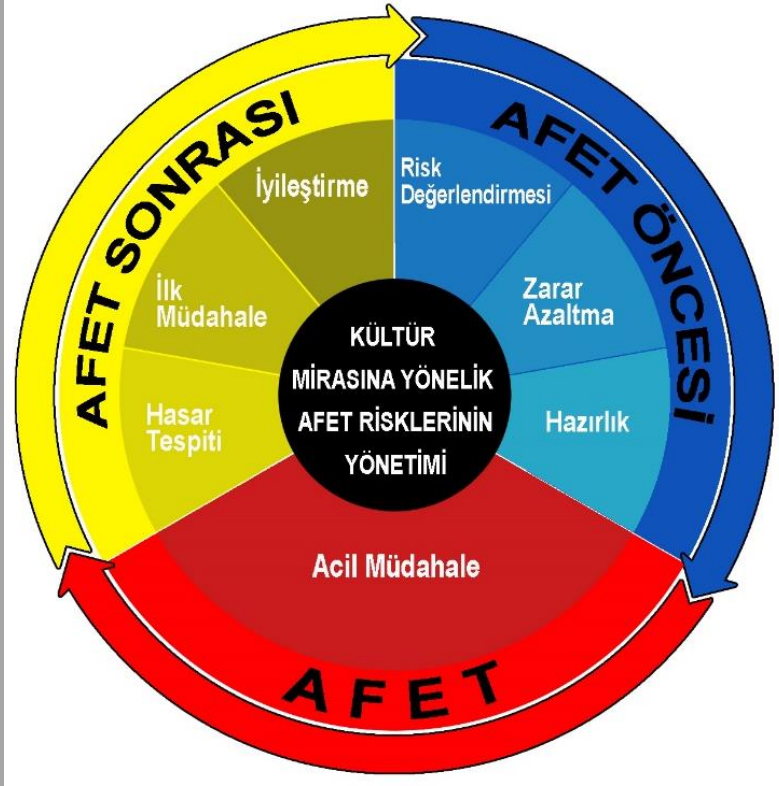 AFET ÖNCESİ
Risk
Değerlendirmesi
Zarar
Azaltma
Hazırlık
AFET
Acil Müdahale
AFET SONRASI
Hasar
Tespiti
İlk
Müdahale
İyileştirme
KÜLTÜR
MİRASINA YÖNELİK
AFET RİSKLERİNİN
YÖNETİMİ